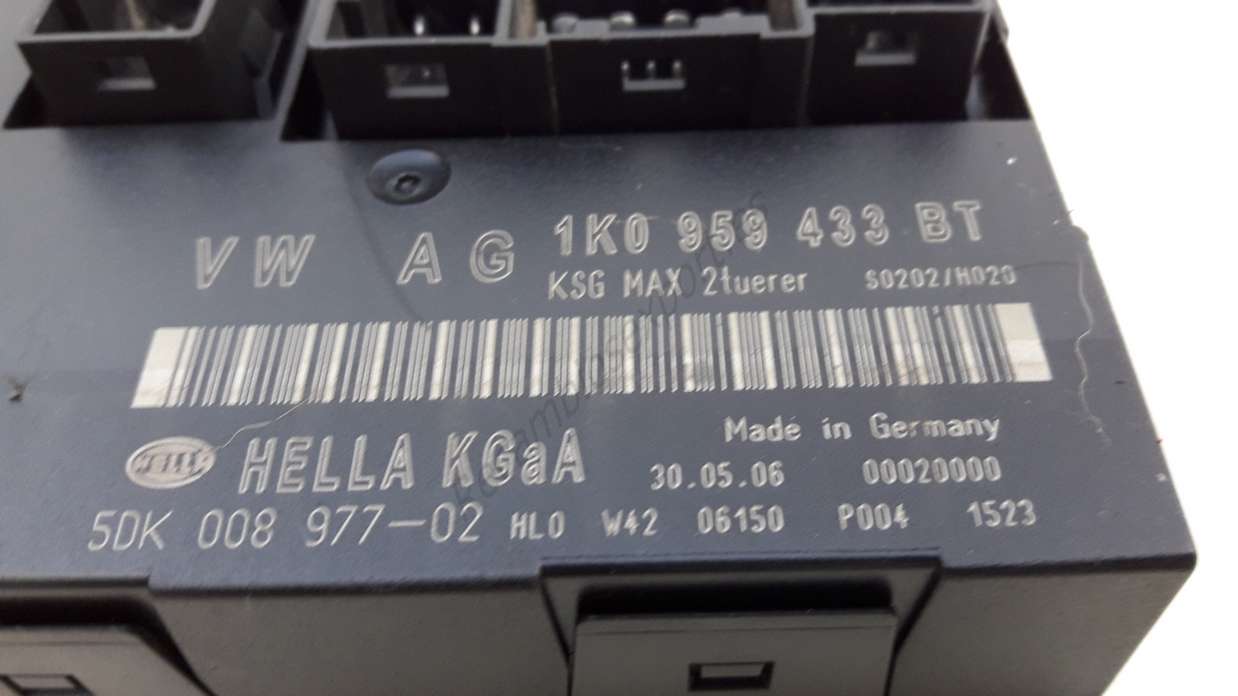 VW AG 1K0 959 433 BT
KSG MAX 2tuerer S0202/H020
HELLA
HELLA KGaA
Made in Germany
30.05.06 00020000
5DK 008 977-02 HL0 W42 06150 P004 1523